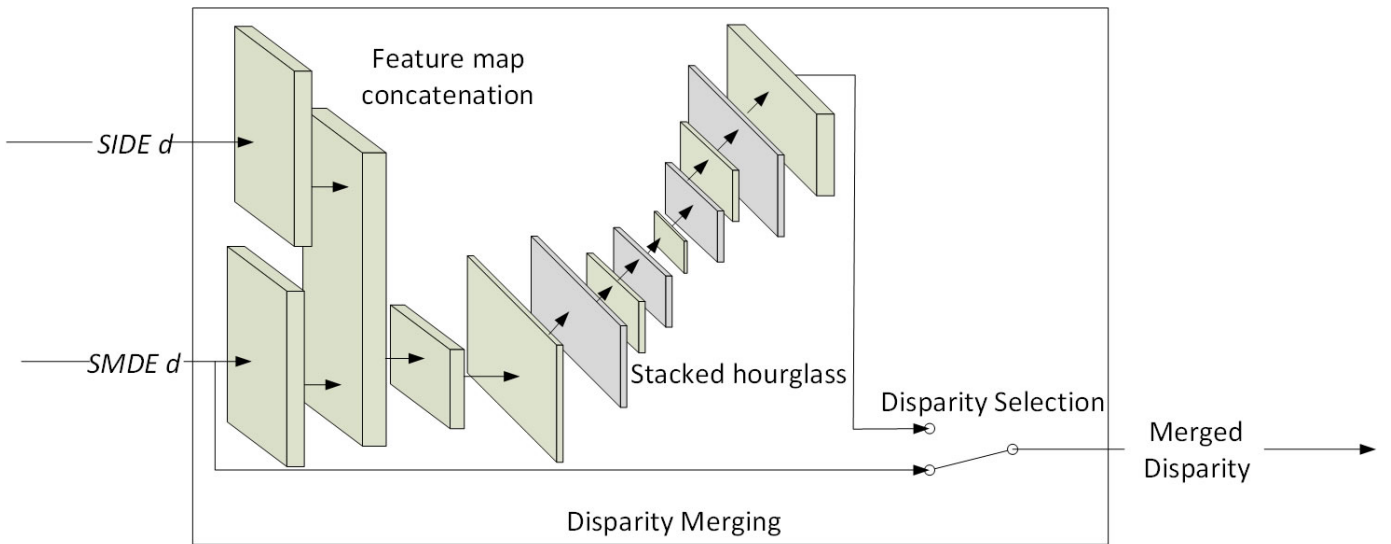 Feature map
concatenation
SIDE d
SMDE d
Stacked hourglass
Disparity Selection
Merged
Disparity
Disparity Merging